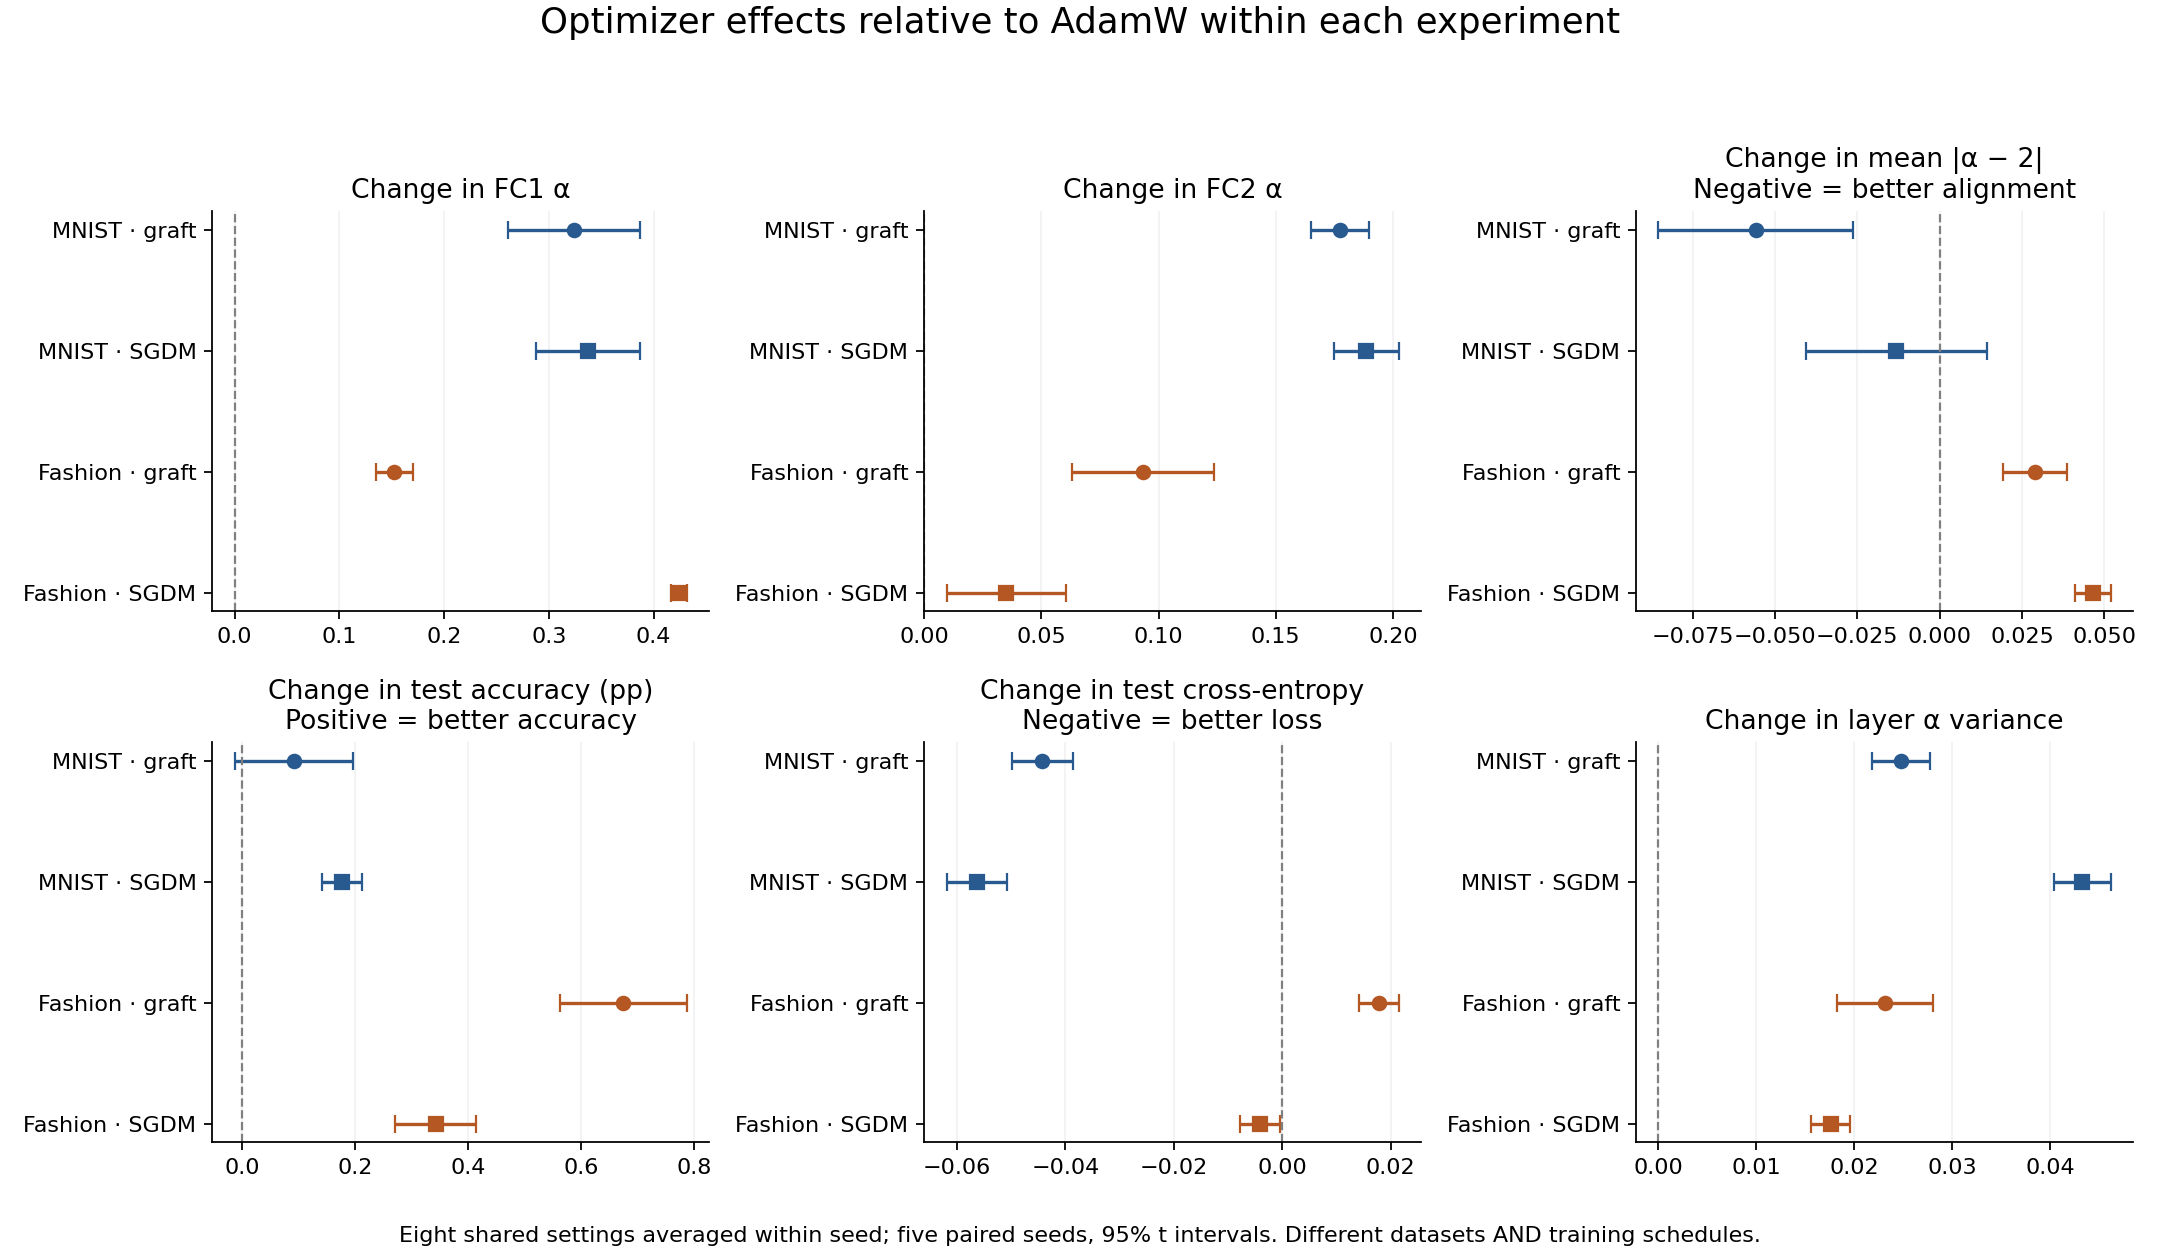 Optimizer effects relative to AdamW within each experiment
Change in FC1 α
MNIST · graft
MNIST · SGDM
Fashion · graft
Fashion · SGDM
0.0 0.1 0.2 0.3 0.4
Change in FC2 α
MNIST · graft
MNIST · SGDM
Fashion · graft
Fashion · SGDM
0.00 0.05 0.10 0.15 0.20
Change in mean |α − 2|
Negative = better alignment
MNIST · graft
MNIST · SGDM
Fashion · graft
Fashion · SGDM
−0.075 −0.050 −0.025 0.000 0.025 0.050
Change in test accuracy (pp)
Positive = better accuracy
MNIST · graft
MNIST · SGDM
Fashion · graft
Fashion · SGDM
0.0 0.2 0.4 0.6 0.8
Change in test cross-entropy
Negative = better loss
MNIST · graft
MNIST · SGDM
Fashion · graft
Fashion · SGDM
−0.06 −0.04 −0.02 0.00 0.02
Change in layer α variance
MNIST · graft
MNIST · SGDM
Fashion · graft
Fashion · SGDM
0.00 0.01 0.02 0.03 0.04
Eight shared settings averaged within seed; five paired seeds, 95% t intervals. Different datasets AND training schedules.